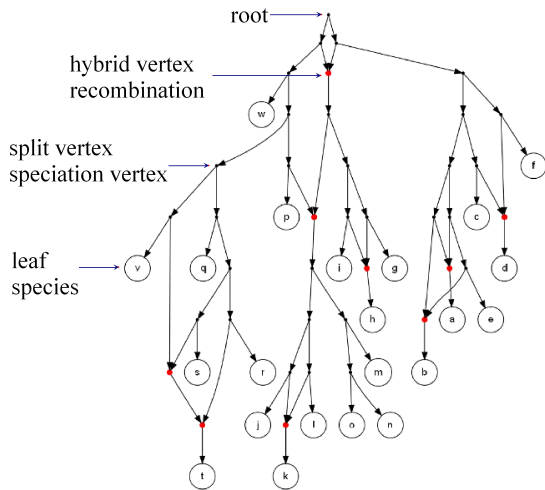 root
hybrid vertex
recombination
w
split vertex
speciation vertex
f
p
c
leaf
species
v
q
i
g
d
h
a
e
s
r
m
b
j
l
o
n
t
k